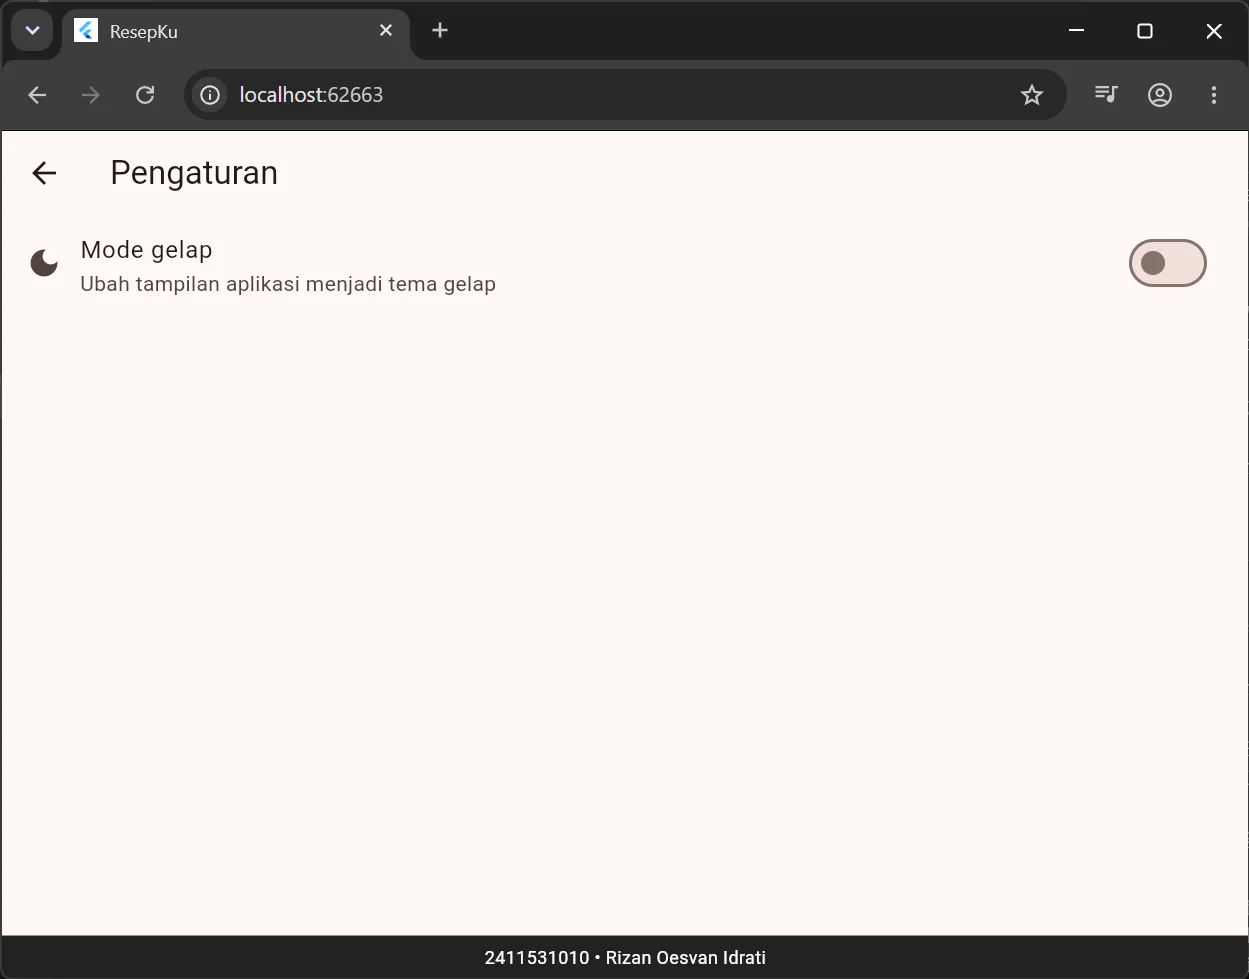 ResepKu
localhost:62663
Pengaturan
Mode gelap
Ubah tampilan aplikasi menjadi tema gelap
2411531010 • Rizan Oesvan Idrati